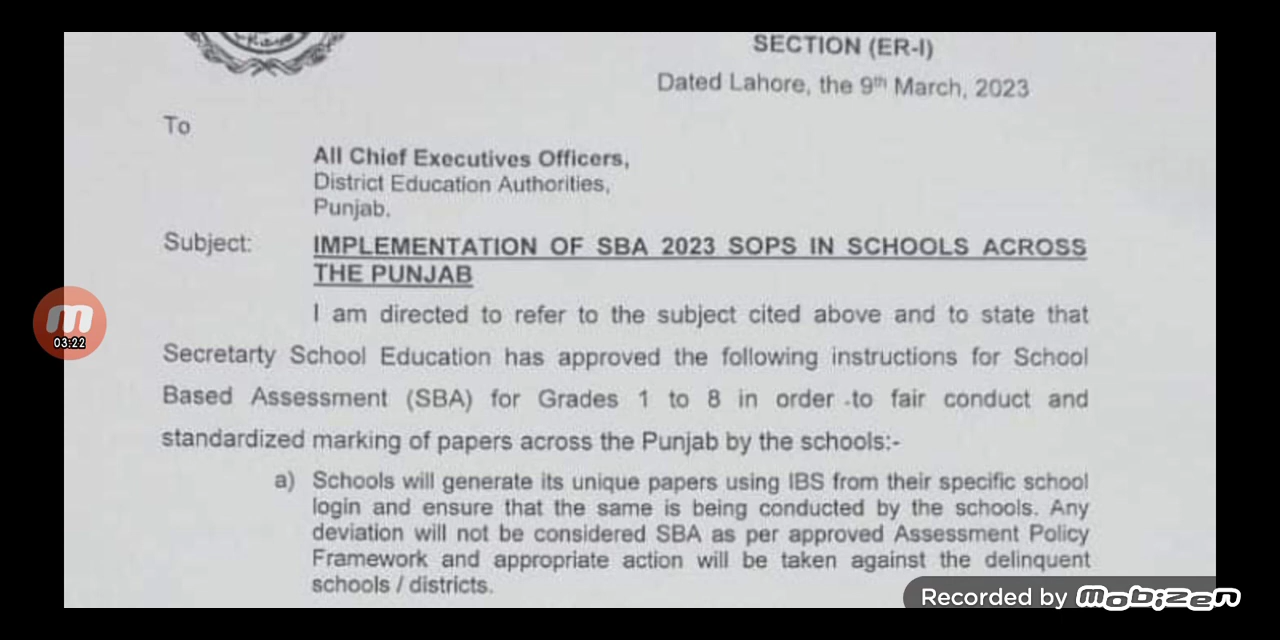 SECTION (ER-I)
Dated Lahore, the 9th March, 2023
To
All Chief Executives Officers,
District Education Authorities,
Punjab.
Subject: IMPLEMENTATION OF SBA 2023 SOPS IN SCHOOLS ACROSS
THE PUNJAB
I am directed to refer to the subject cited above and to state that
Secretarty School Education has approved the following instructions for School
Based Assessment (SBA) for Grades 1 to 8 in order to fair conduct and
standardized marking of papers across the Punjab by the schools:-
a) Schools will generate its unique papers using IBS from their specific school
login and ensure that the same is being conducted by the schools. Any
deviation will not be considered SBA as per approved Assessment Policy
Framework and appropriate action will be taken against the delinquent
schools / districts.
03:22
Recorded by Mobizen